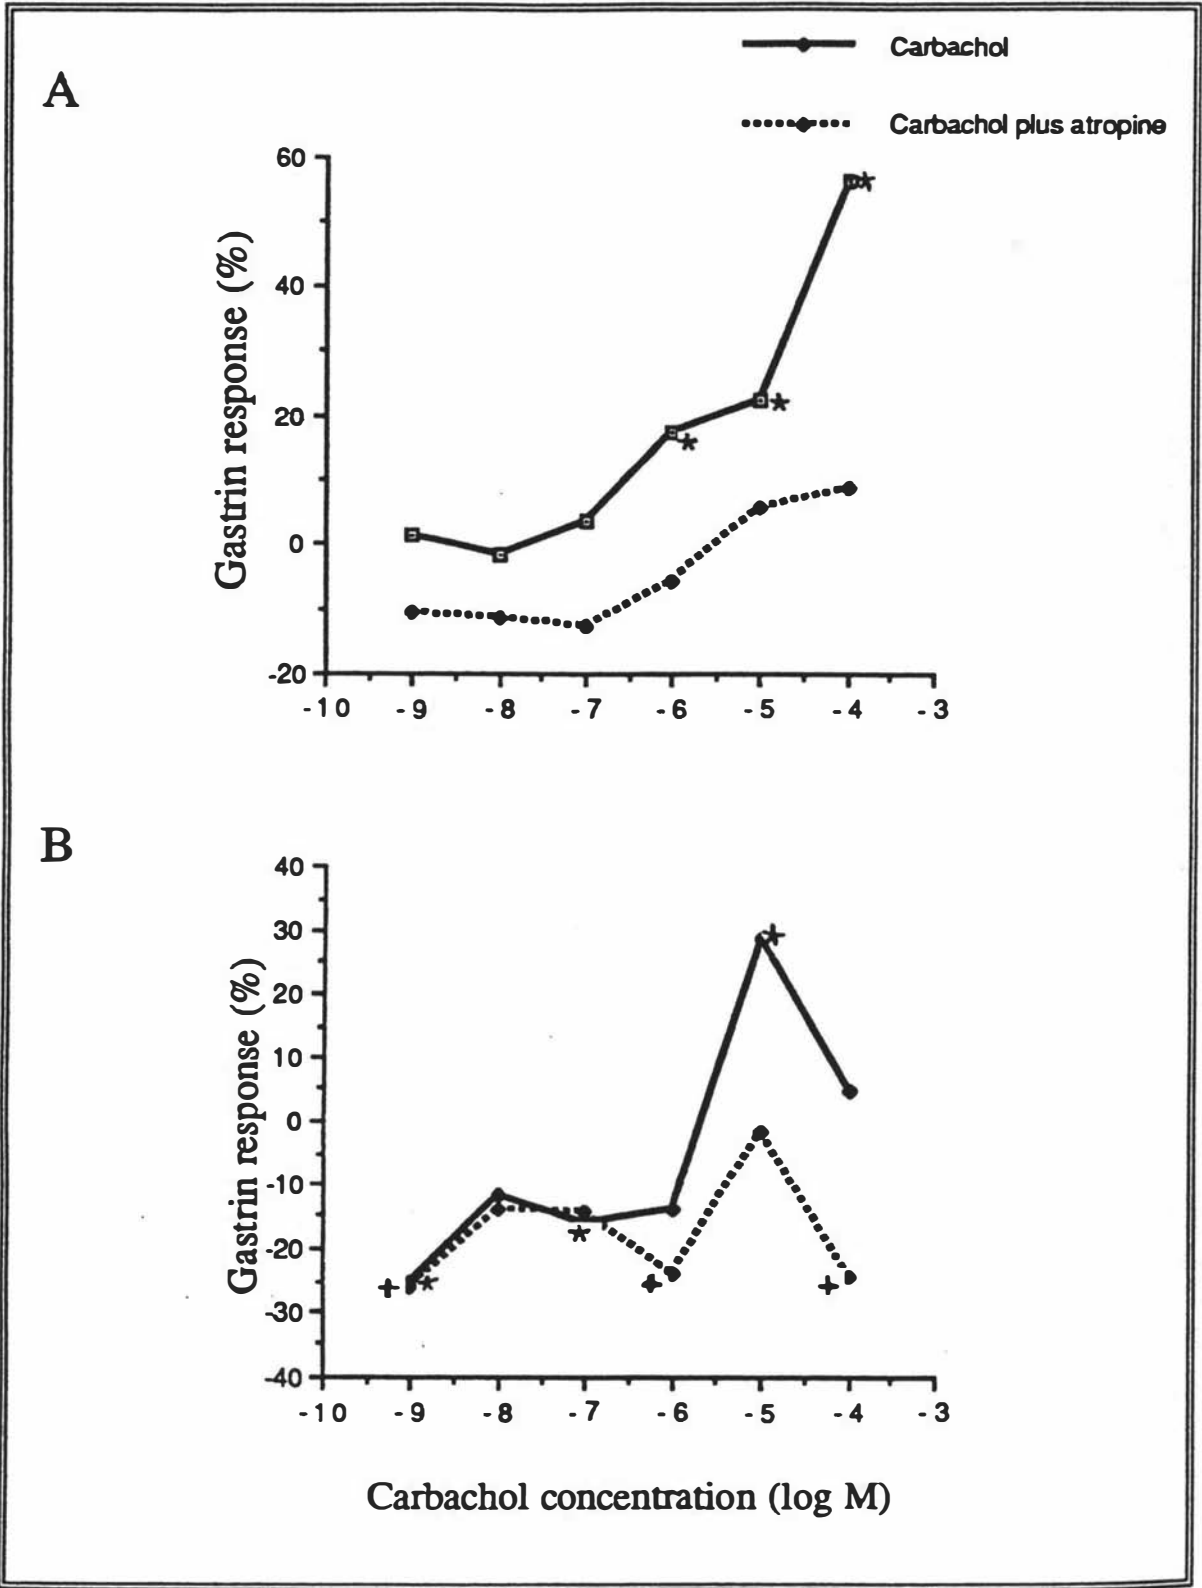 Carbachol
A
Carbachol plus atropine
60
40
20
0
-20
Gastrin response (%)
-10 -9 -8 -7 -6 -5 -4 -3
B
40
30
20
10
0
-10
-20
-30
-40
Gastrin response (%)
-10 -9 -8 -7 -6 -5 -4 -3
Carbachol concentration (log M)